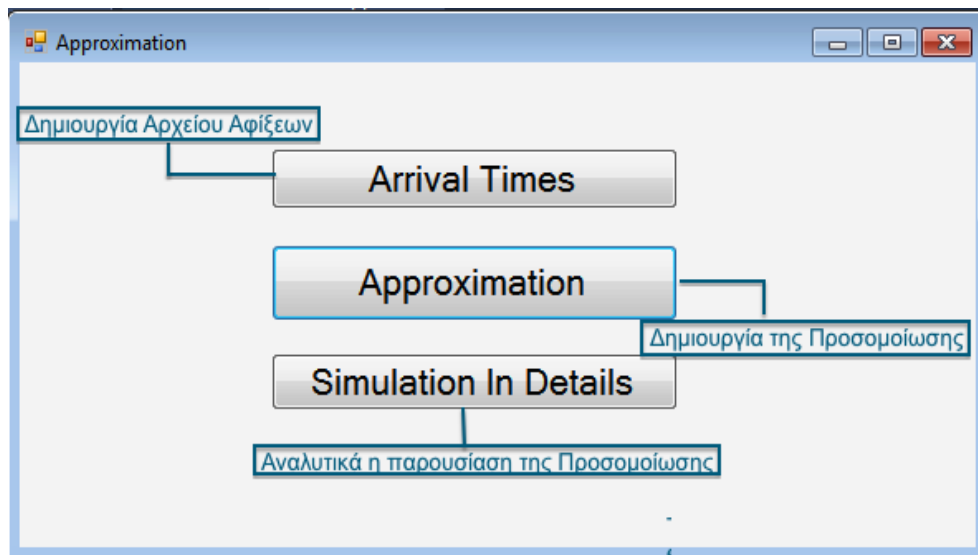 Approximation
Δημιουργία Αρχείου Αφίξεων
Arrival Times
Approximation
Δημιουργία της Προσομοίωσης
Simulation In Details
Αναλυτικά η παρουσίαση της Προσομοίωσης